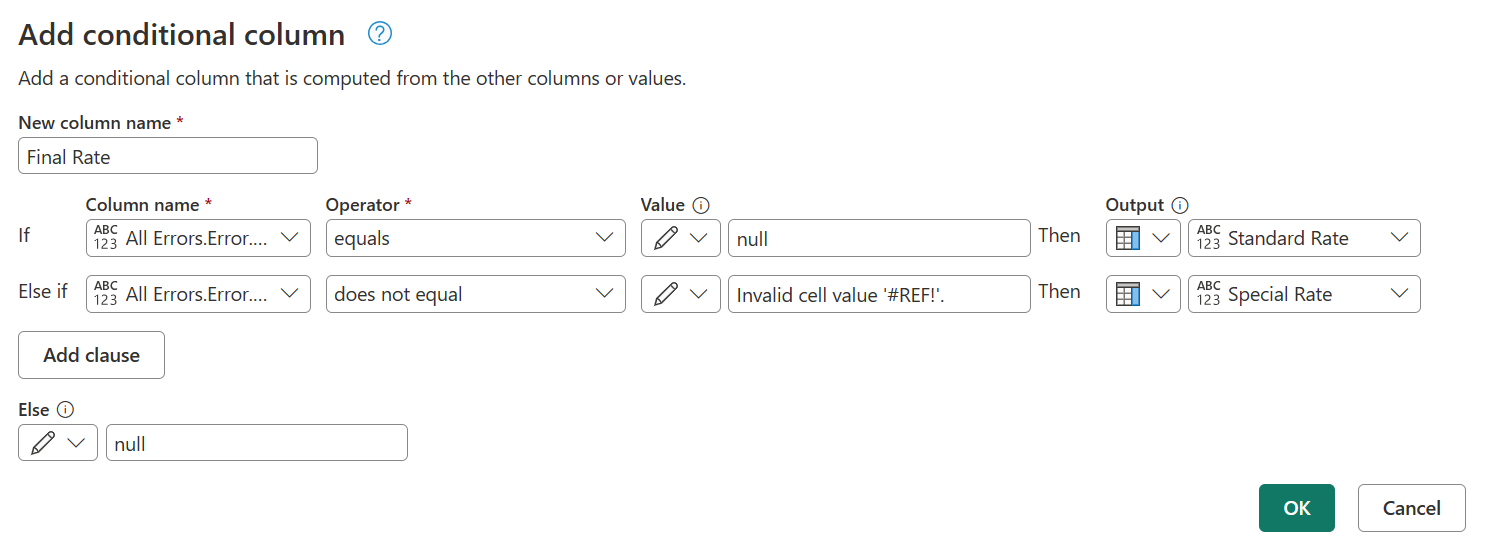 Add conditional column ?
Add a conditional column that is computed from the other columns or values.
New column name *
Final Rate
Column name * Operator * Value Output
If ABC 123 All Errors.Error.... equals null Then ABC 123 Standard Rate
Else if ABC 123 All Errors.Error.... does not equal Invalid cell value '#REF!'. Then ABC 123 Special Rate
Add clause
Else
null
OK Cancel